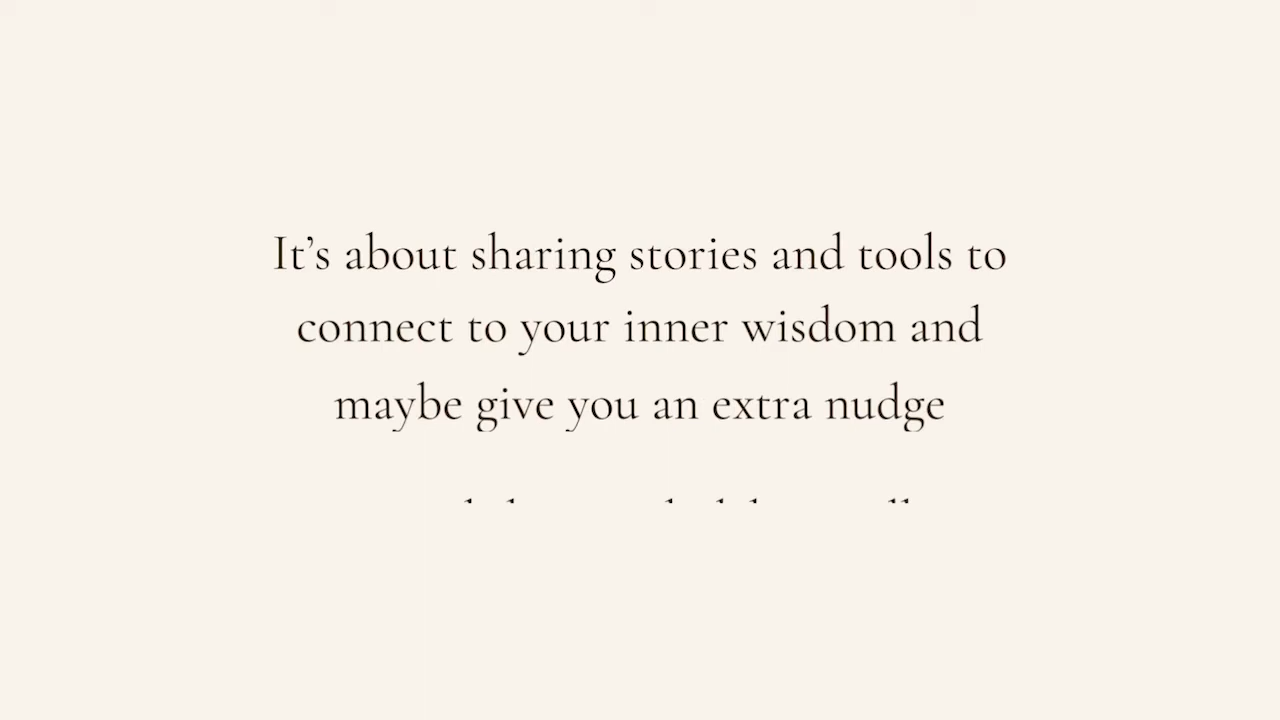 It’s about sharing stories and tools to
connect to your inner wisdom and
maybe give you an extra nudge